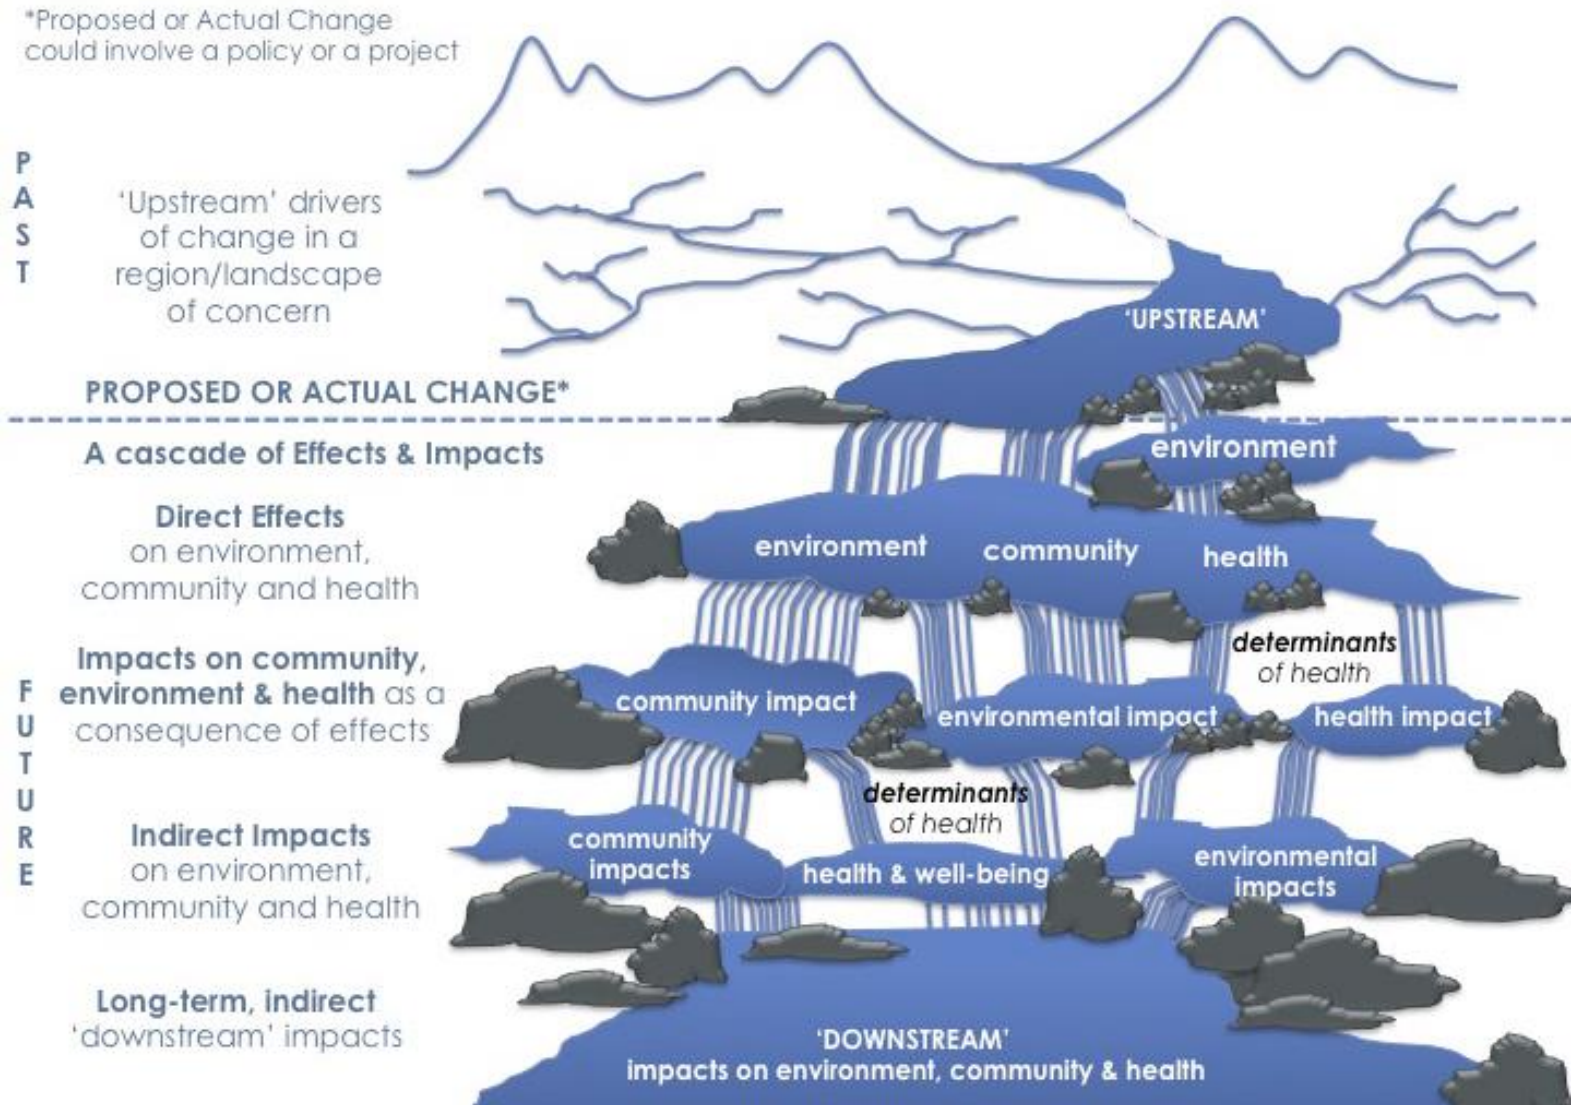 *Proposed or Actual Change
could involve a policy or a project
PAST
‘Upstream’ drivers
of change in a
region/landscape
of concern
‘UPSTREAM’
PROPOSED OR ACTUAL CHANGE*
A cascade of Effects & Impacts
environment
Direct Effects
on environment,
community and health
environment
community
health
FUTURE
Impacts on community,
environment & health as a
consequence of effects
determinants
of health
community impact
environmental impact
health impact
determinants
of health
Indirect Impacts
on environment,
community and health
community
impacts
health & well-being
environmental
impacts
Long-term, indirect
‘downstream’ impacts
‘DOWNSTREAM’
impacts on environment, community & health